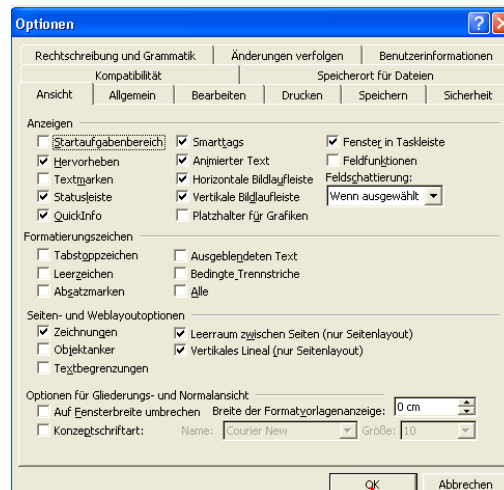 Optionen
Rechtschreibung und Grammatik Änderungen verfolgen Benutzerinformationen
Kompatibilität Speicherort für Dateien
Ansicht Allgemein Bearbeiten Drucken Speichern Sicherheit
Anzeigen
Startaufgabenbereich Smarttags Fenster in Taskleiste
Hervorheben Animierter Text Feldfunktionen
Textmarken Horizontale Bildlaufleiste Feldschattierung:
Statusleiste Vertikale Bildlaufleiste Wenn ausgewählt
QuickInfo Platzhalter für Grafiken
Formatierungszeichen
Tabstoppzeichen Ausgeblendeten Text
Leerzeichen Bedingte Trennstriche
Absatzmarken Alle
Seiten- und Weblayoutoptionen
Zeichnungen Leerraum zwischen Seiten (nur Seitenlayout)
Objektanker Vertikales Lineal (nur Seitenlayout)
Textbegrenzungen
Optionen für Gliederungs- und Normalansicht
Auf Fensterbreite umbrechen Breite der Formatvorlagenanzeige: 0 cm
Konzeptschriftart: Name: Courier New Größe: 10
OK Abbrechen